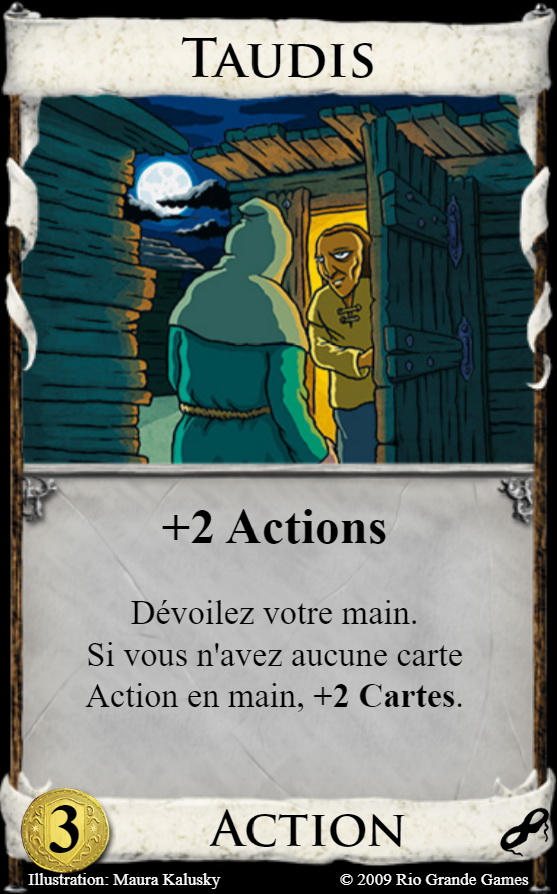 TAUDIS
+2 Actions
Dévoilez votre main.
Si vous n'avez aucune carte
Action en main, +2 Cartes.
3
ACTION
Illustration: Maura Kalusky
© 2009 Rio Grande Games